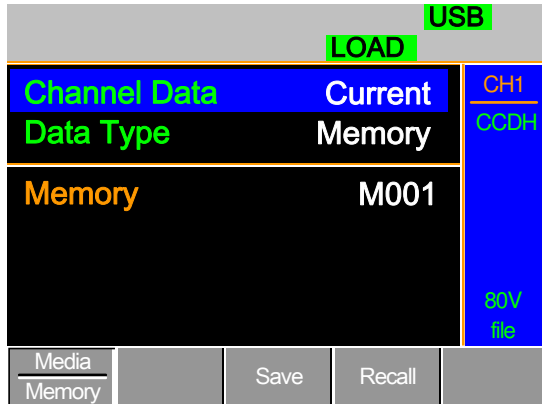 USB
LOAD
Channel Data Current
Data Type Memory
Memory M001
CH1
CCDH
80V
file
Media
Memory
Save
Recall